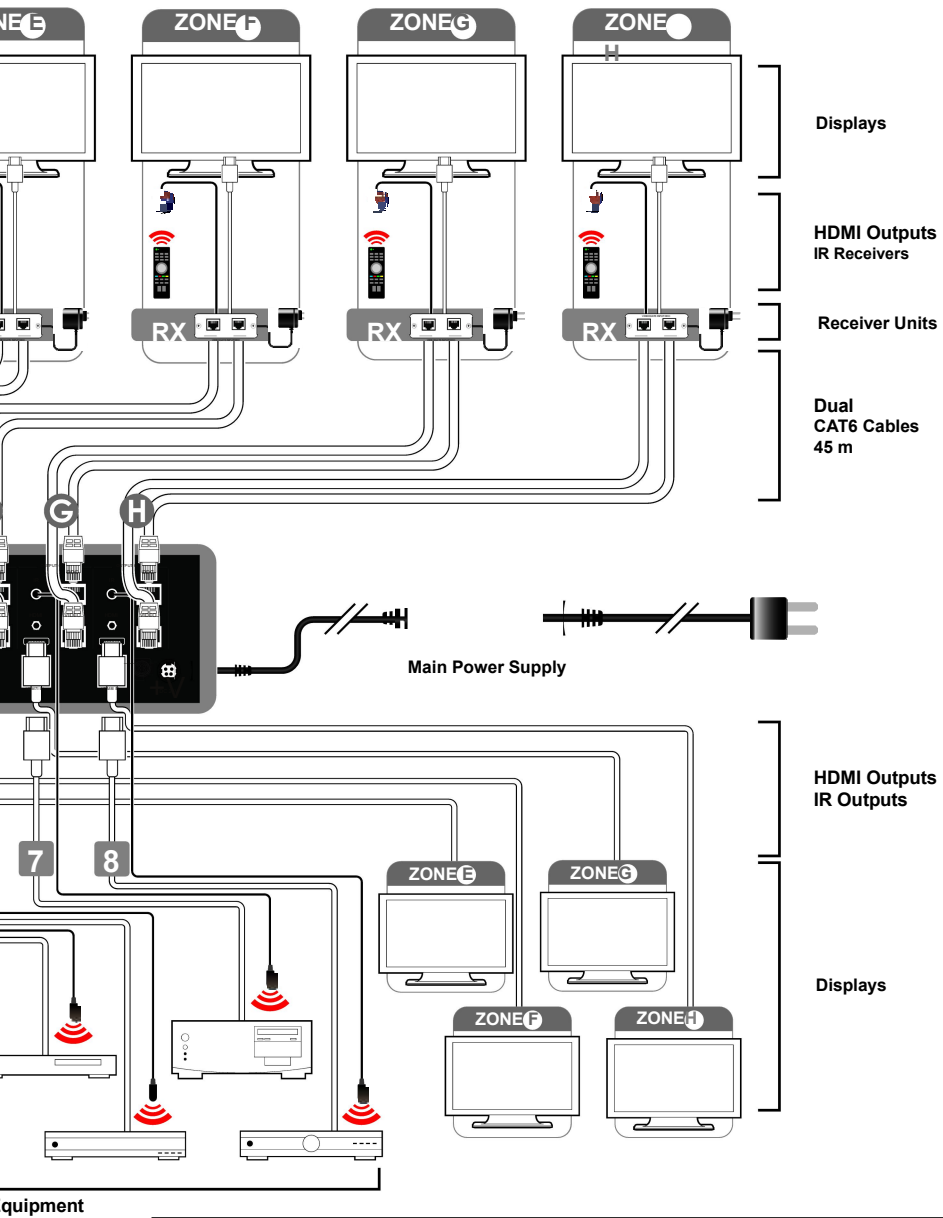 NE E
ZONE F
ZONE G
ZONE
H
Displays
HDMI Outputs
IR Receivers
RX
RX
RX
Receiver Units
Dual
CAT6 Cables
45 m
G
H
Main Power Supply
HDMI Outputs
IR Outputs
7
8
ZONE E
ZONE G
Displays
ZONE F
ZONE H
Equipment